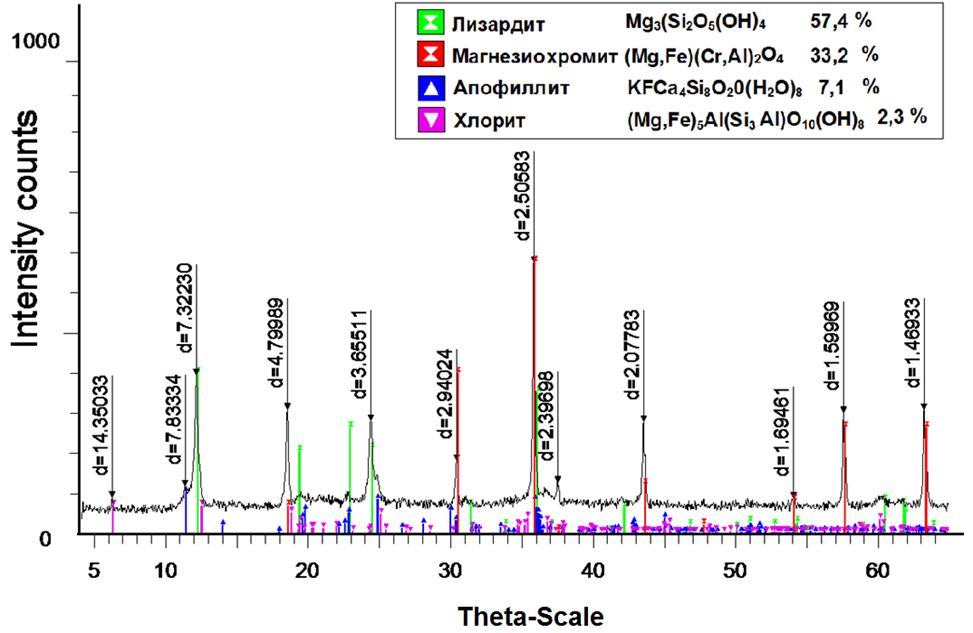 1000
Лизардит Mg₃(Si₂O₅(OH)₄ 57,4 %
Магнезиохромит (Mg,Fe)(Cr,Al)₂O₄ 33,2 %
Апофиллит KFCa₄Si₈O₂0(H₂O)₈ 7,1 %
Хлорит (Mg,Fe)₅Al(Si₃ Al)O₁₀(OH)₈ 2,3 %
Intensity counts
d=14.35033
d=7.83334
d=7.32230
d=4.79989
d=3.65511
d=2.94024
d=2.50583
d=2.39698
d=2.07783
d=1.69461
d=1.59969
d=1.46933
0
5 10 20 30 40 50 60
Theta-Scale